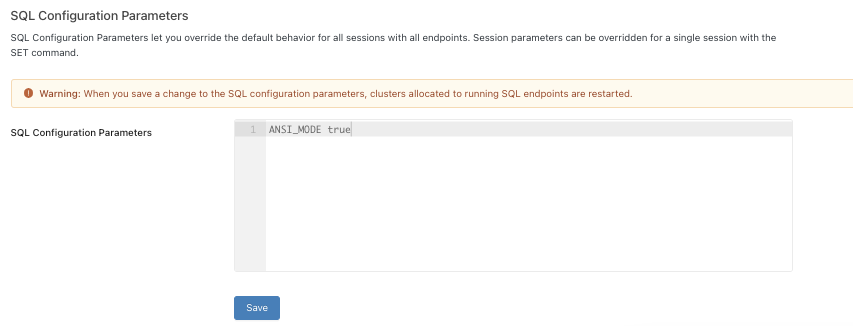 SQL Configuration Parameters
SQL Configuration Parameters let you override the default behavior for all sessions with all endpoints. Session parameters can be overridden for a single session with the
SET command.
Warning: When you save a change to the SQL configuration parameters, clusters allocated to running SQL endpoints are restarted.
SQL Configuration Parameters
1 ANSI_MODE true
Save